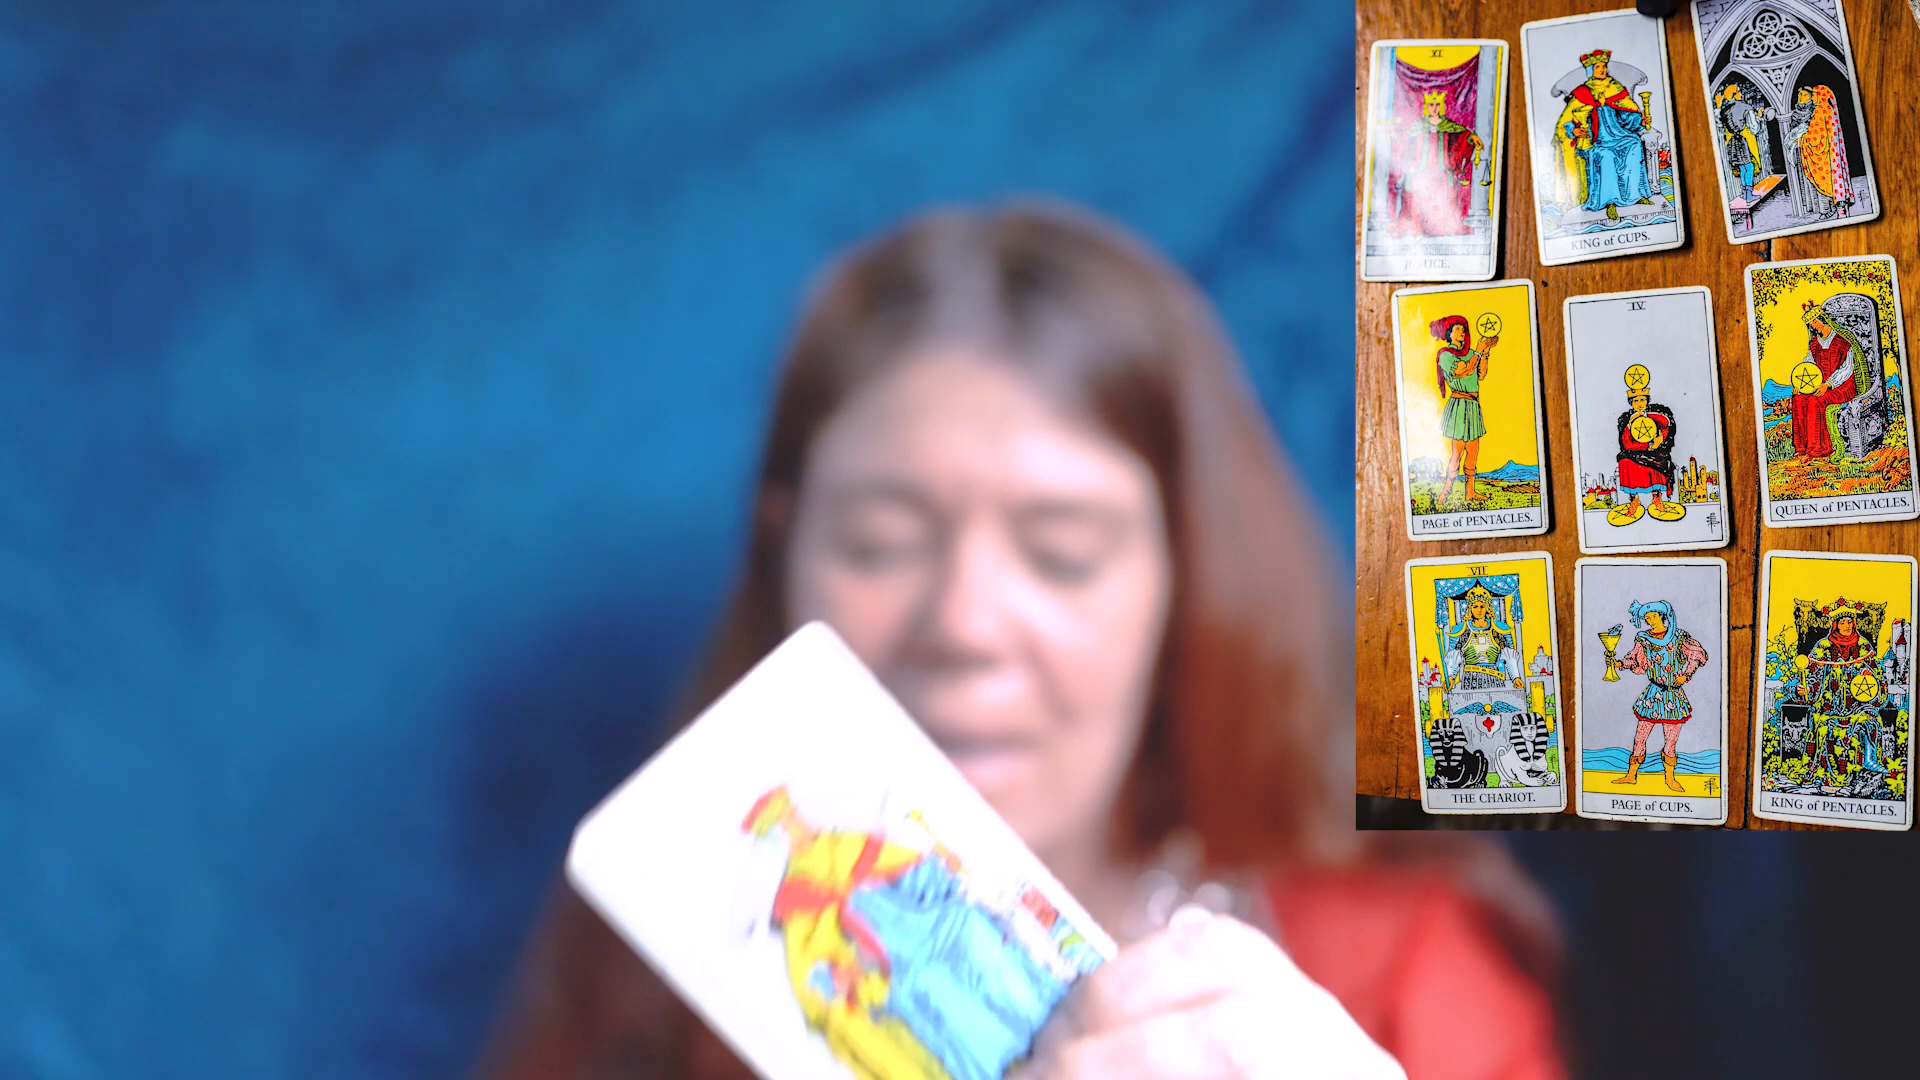 XI
JUSTICE.
KING of CUPS.
PAGE of PENTACLES.
IV
QUEEN of PENTACLES.
VII
THE CHARIOT.
PAGE of CUPS.
KING of PENTACLES.